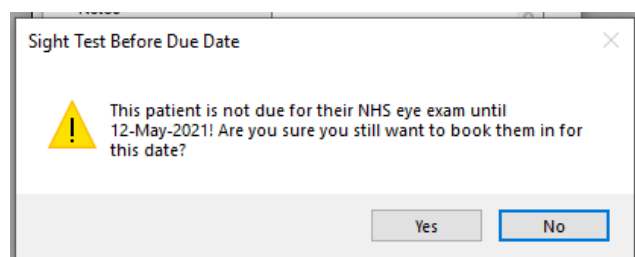 Sight Test Before Due Date
This patient is not due for their NHS eye exam until
12-May-2021! Are you sure you still want to book them in for
this date?
Yes No